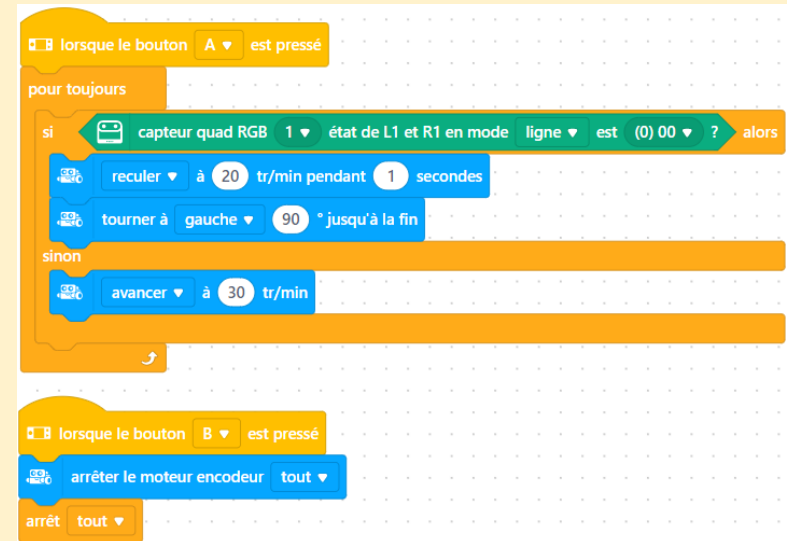 lorsque le bouton A est pressé
pour toujours
si capteur quad RGB 1 état de L1 et R1 en mode ligne est (0) 00 ? alors
reculer à 20 tr/min pendant 1 secondes
tourner à gauche 90 ° jusqu'à la fin
sinon
avancer à 30 tr/min
lorsque le bouton B est pressé
arrêter le moteur encodeur tout
arrêt tout